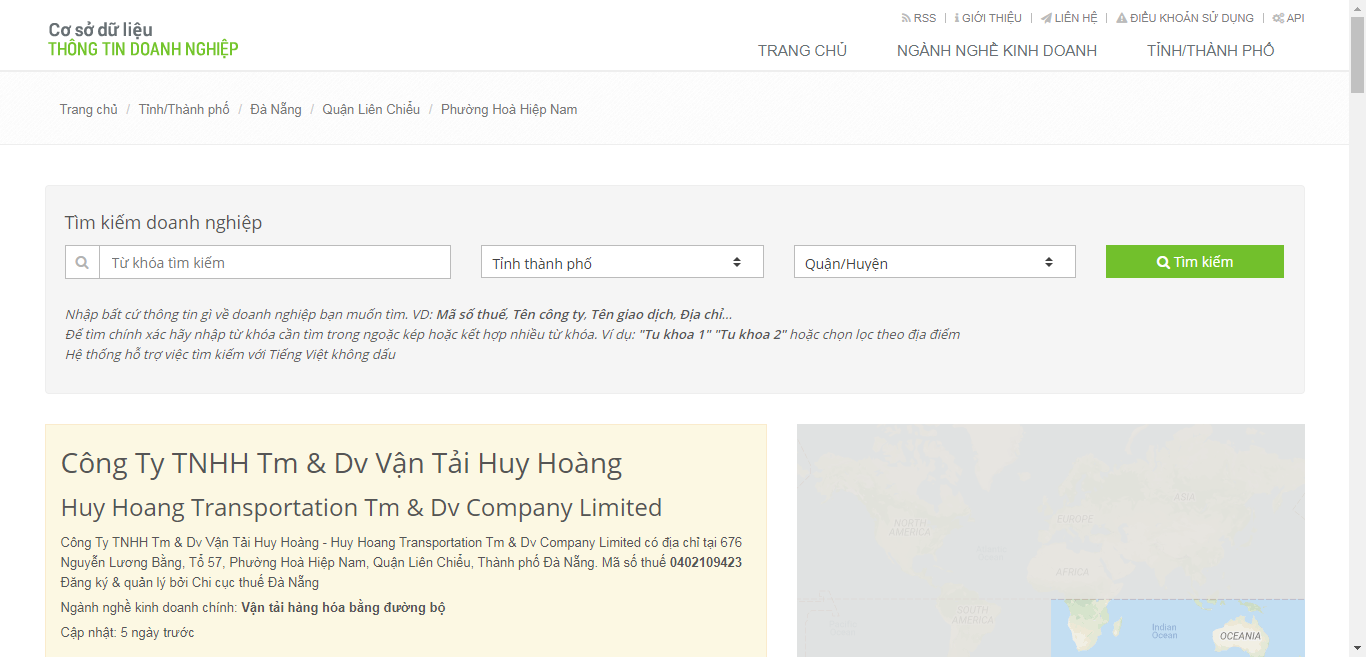 Cơ sở dữ liệu
THÔNG TIN DOANH NGHIỆP
RSS | GIỚI THIỆU | LIÊN HỆ | ĐIỀU KHOẢN SỬ DỤNG | API
TRANG CHỦ NGÀNH NGHỀ KINH DOANH TỈNH/THÀNH PHỐ
Trang chủ / Tỉnh/Thành phố / Đà Nẵng / Quận Liên Chiểu / Phường Hoà Hiệp Nam
Tìm kiếm doanh nghiệp
Từ khóa tìm kiếm Tỉnh thành phố Quận/Huyện Tìm kiếm
Nhập bất cứ thông tin gì về doanh nghiệp bạn muốn tìm. VD: Mã số thuế, Tên công ty, Tên giao dịch, Địa chỉ...
Để tìm chính xác hãy nhập từ khóa cần tìm trong ngoặc kép hoặc kết hợp nhiều từ khóa. Ví dụ: "Tu khoa 1" "Tu khoa 2" hoặc chọn lọc theo địa điểm
Hệ thống hỗ trợ việc tìm kiếm với Tiếng Việt không dấu
Công Ty TNHH Tm & Dv Vận Tải Huy Hoàng
Huy Hoang Transportation Tm & Dv Company Limited
Công Ty TNHH Tm & Dv Vận Tải Huy Hoàng - Huy Hoang Transportation Tm & Dv Company Limited có địa chỉ tại 676
Nguyễn Lương Bằng, Tổ 57, Phường Hoà Hiệp Nam, Quận Liên Chiểu, Thành phố Đà Nẵng. Mã số thuế 0402109423
Đăng ký & quản lý bởi Chi cục thuế Đà Nẵng
Ngành nghề kinh doanh chính: Vận tải hàng hóa bằng đường bộ
Cập nhật: 5 ngày trước
NORTH
AMERICA
EUROPE
ASIA
AFRICA
SOUTH
AMERICA
Indian
Ocean
OCEANIA